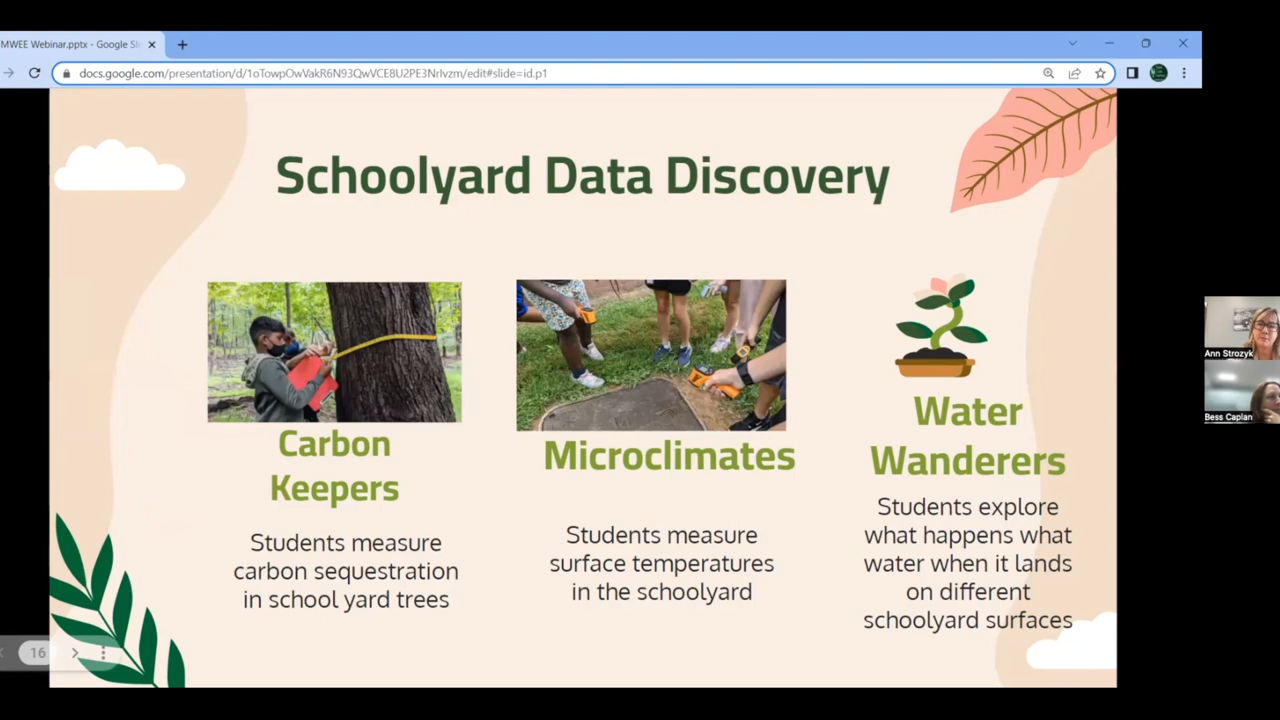 MWEE Webinar.pptx - Google Sl
docs.google.com/presentation/d/1oTowpOwVakR6N93QwVCE8U2PE3NrIvzm/edit#slide=id.p1
Schoolyard Data Discovery
Carbon
Keepers
Students measure
carbon sequestration
in school yard trees
Microclimates
Students measure
surface temperatures
in the schoolyard
Water
Wanderers
Students explore
what happens what
water when it lands
on different
schoolyard surfaces
Ann Strozyk
Bess Caplan
16